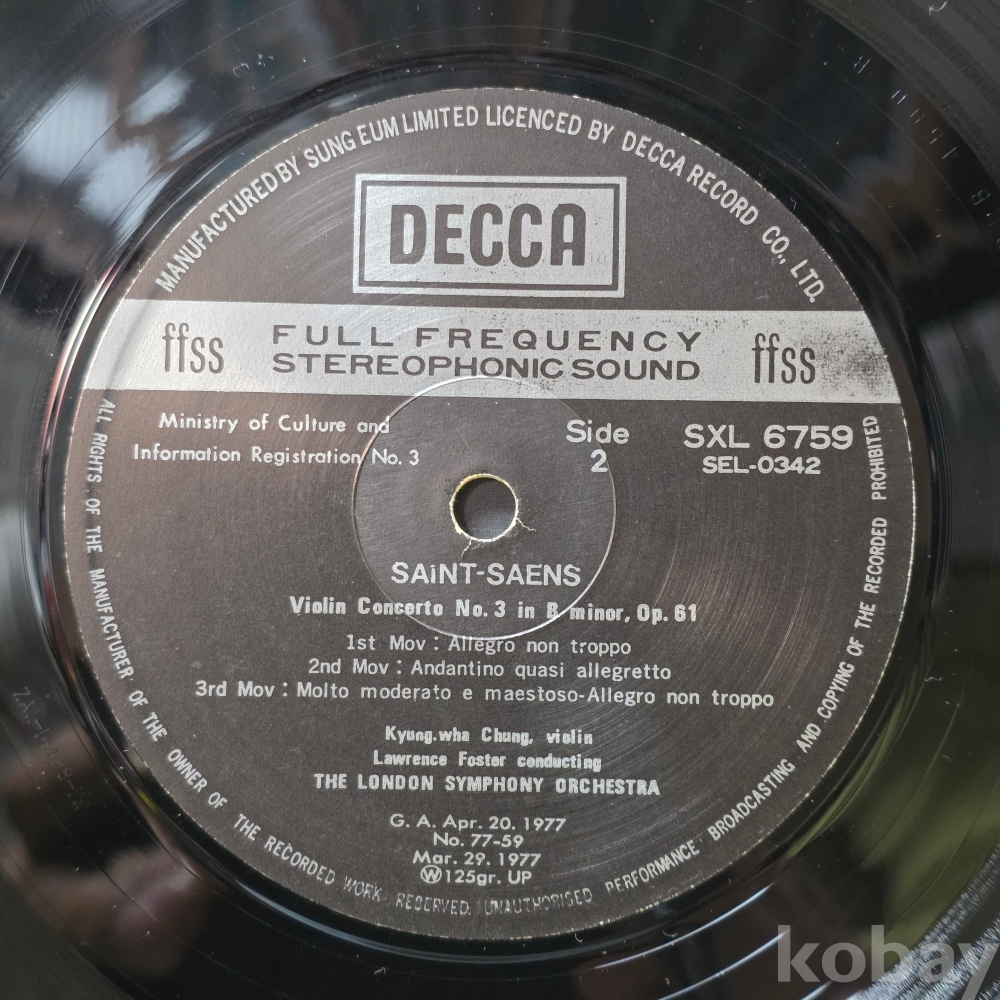 MANUFACTURED BY SUNG EUM LIMITED LICENCED BY DECCA RECORD CO., LTD.
DECCA
ffss FULL FREQUENCY ffss
STEREOPHONIC SOUND
Ministry of Culture and
Information Registration No. 3
Side
2
SXL 6759
SEL-0342
SAiNT-SAENS
Violin Concerto No. 3 in B minor, Op. 61
1st Mov : Allegro non troppo
2nd Mov : Andantino quasi allegretto
3rd Mov : Molto moderato e maestoso-Allegro non troppo
Kyung.wha Chung, violin
Lawrence Foster conducting
THE LONDON SYMPHONY ORCHESTRA
G. A. Apr. 20. 1977
No. 77-59
Mar. 29. 1977
Ⓦ125gr. UP
ALL RIGHTS OF THE MANUFACTURER OF THE OWNER OF THE RECORDED WORK RESERVED. UNAUTHORISED PERFORMANCE BROADCASTING AND COPYING OF THE RECORDED PROHIBITED
kobay